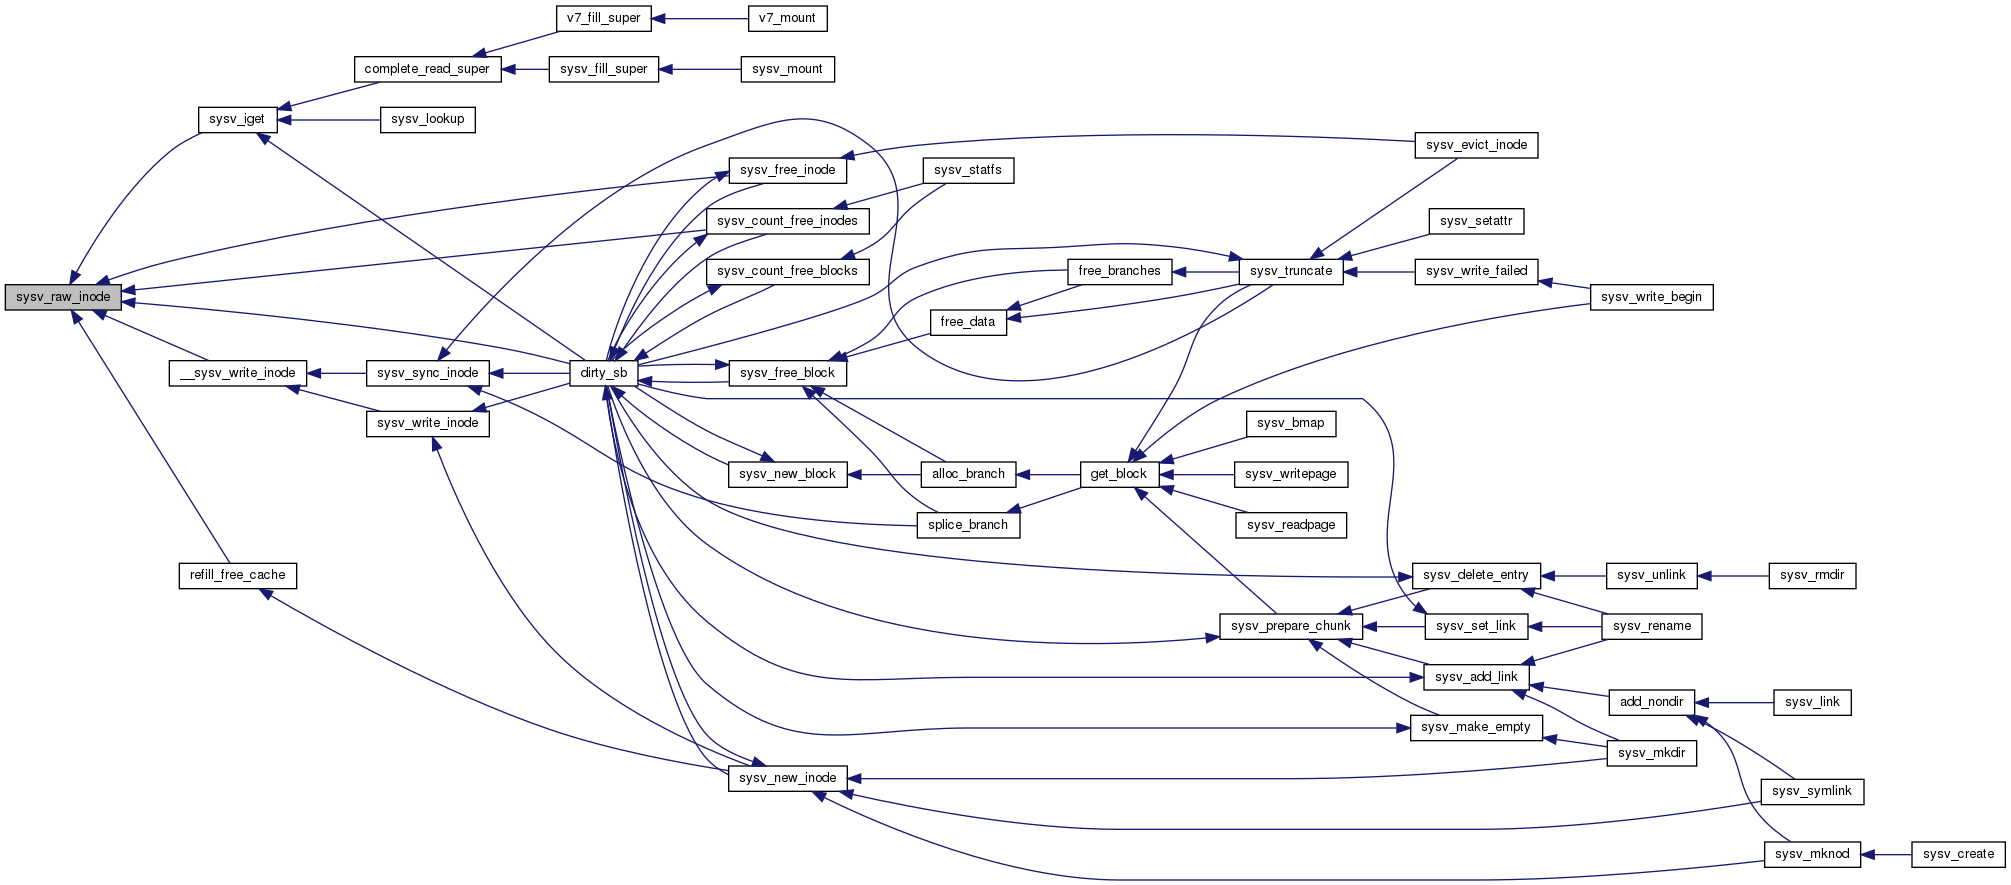 v7_fill_super
v7_mount
complete_read_super
sysv_fill_super
sysv_mount
sysv_iget
sysv_lookup
sysv_evict_inode
sysv_free_inode
sysv_statfs
sysv_count_free_inodes
sysv_setattr
sysv_count_free_blocks
free_branches
sysv_truncate
sysv_write_failed
sysv_raw_inode
sysv_write_begin
free_data
__sysv_write_inode
sysv_sync_inode
dirty_sb
sysv_free_block
sysv_write_inode
sysv_bmap
sysv_new_block
alloc_branch
get_block
sysv_writepage
splice_branch
sysv_readpage
refill_free_cache
sysv_delete_entry
sysv_unlink
sysv_rmdir
sysv_prepare_chunk
sysv_set_link
sysv_rename
sysv_add_link
add_nondir
sysv_link
sysv_make_empty
sysv_mkdir
sysv_new_inode
sysv_symlink
sysv_mknod
sysv_create